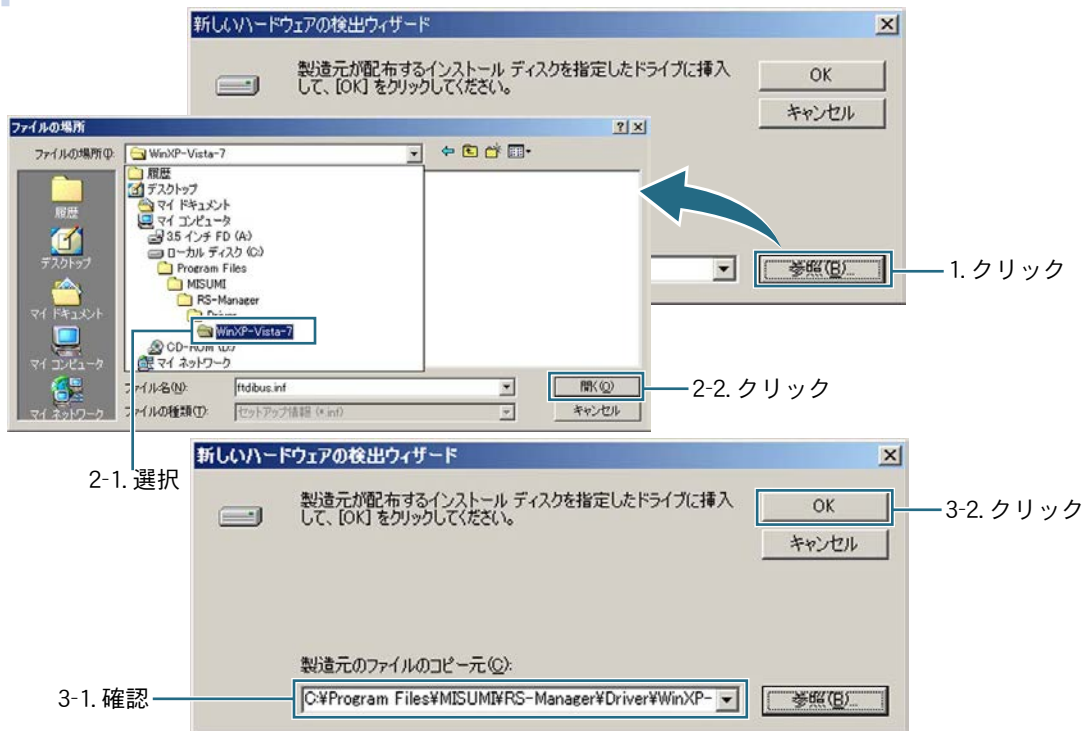 新しいハードウェアの検出ウィザード
製造元が配布するインストール ディスクを指定したドライブに挿入
して、[OK] をクリックしてください。
OK
キャンセル
参照(B)...
1. クリック
ファイルの場所
ファイルの場所(I):
WinXP-Vista-7
履歴
デスクトップ
マイ ドキュメント
マイ コンピュータ
3.5 インチ FD (A:)
ローカル ディスク (C:)
Program Files
MISUMI
RS-Manager
Driver
WinXP-Vista-7
CD-ROM (D:)
マイ ネットワーク
履歴
デスクトップ
マイ ドキュメント
マイ コンピュータ
マイ ネットワーク
ファイル名(N):
ftdibus.inf
開く(O)
2-2. クリック
ファイルの種類(T):
セットアップ情報 (*.inf)
キャンセル
2-1. 選択
新しいハードウェアの検出ウィザード
製造元が配布するインストール ディスクを指定したドライブに挿入
して、[OK] をクリックしてください。
OK
3-2. クリック
キャンセル
製造元のファイルのコピー元(C):
3-1. 確認
C:¥Program Files¥MISUMI¥RS-Manager¥Driver¥WinXP-
参照(B)...